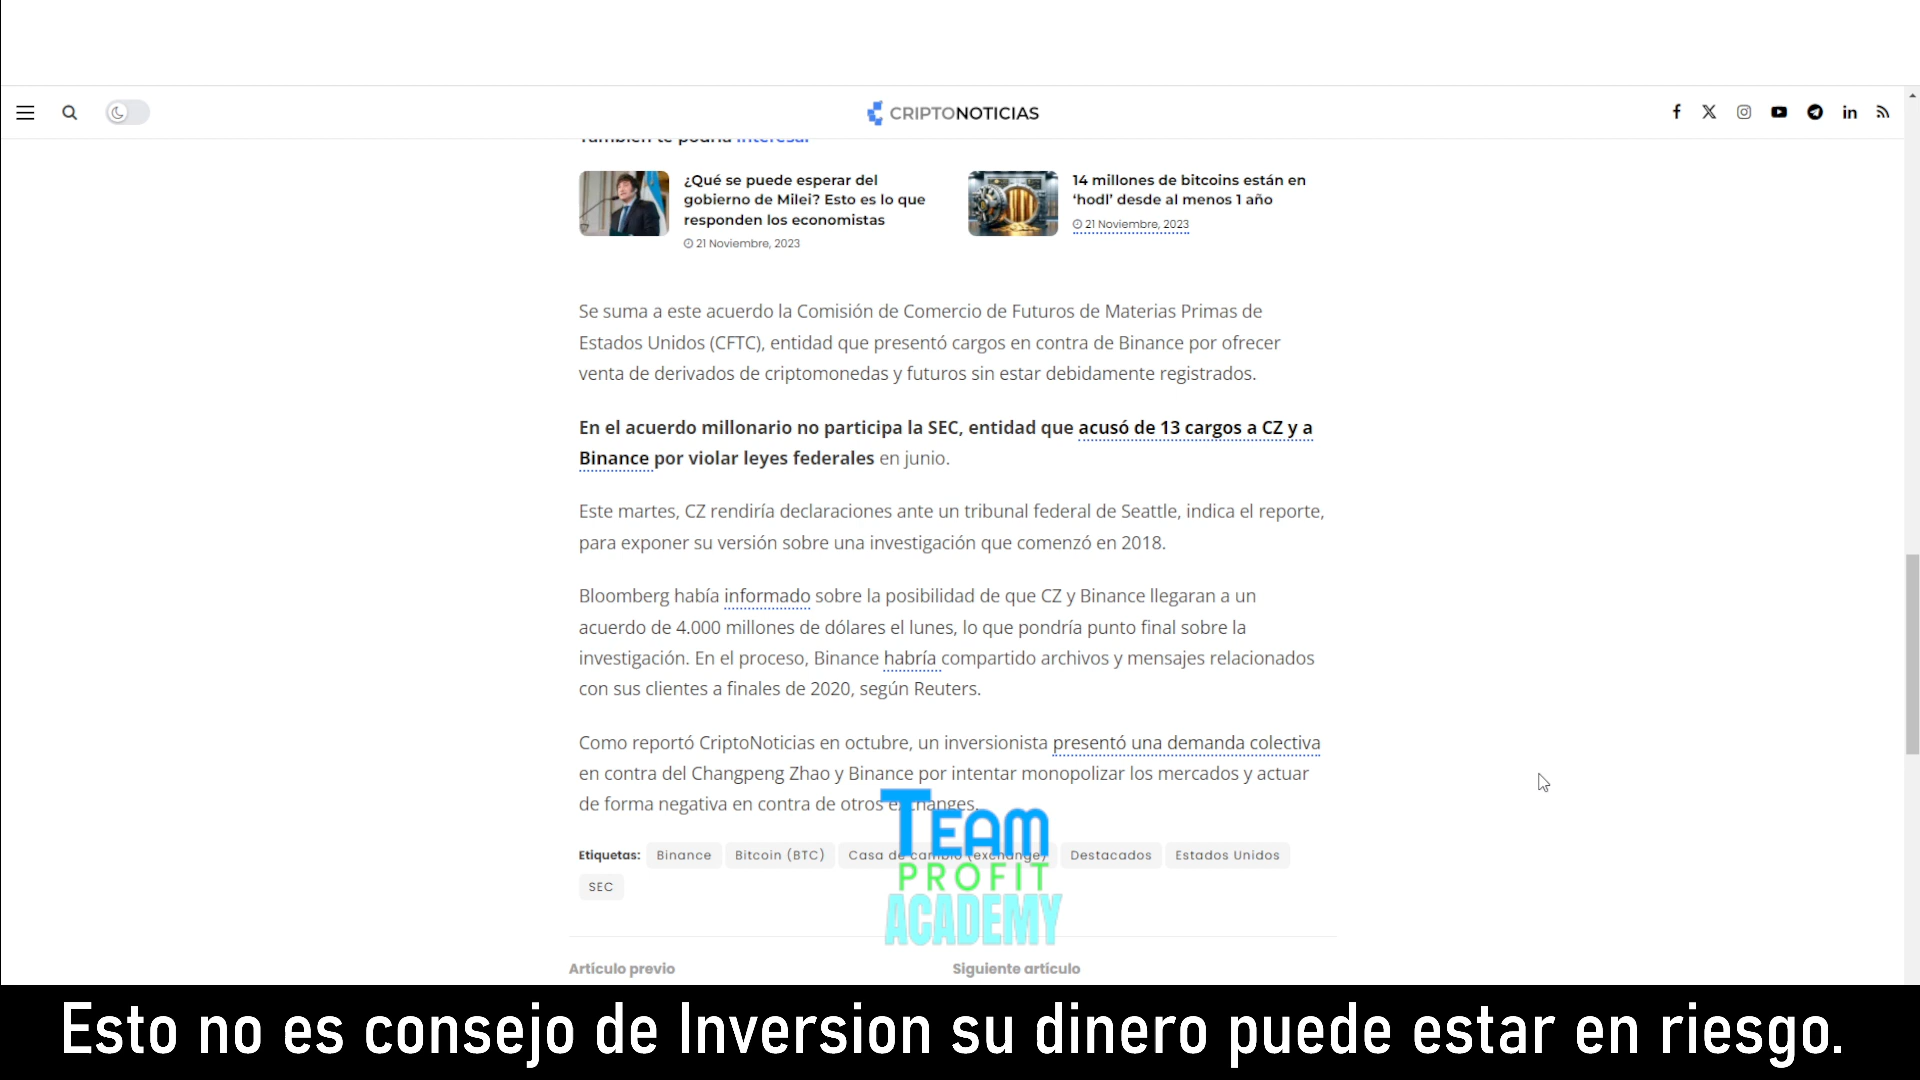 CRIPTONOTICIAS
También te podría interesar
¿Qué se puede esperar del
gobierno de Milei? Esto es lo que
responden los economistas
21 Noviembre, 2023
14 millones de bitcoins están en
‘hodl’ desde al menos 1 año
21 Noviembre, 2023
Se suma a este acuerdo la Comisión de Comercio de Futuros de Materias Primas de
Estados Unidos (CFTC), entidad que presentó cargos en contra de Binance por ofrecer
venta de derivados de criptomonedas y futuros sin estar debidamente registrados.
En el acuerdo millonario no participa la SEC, entidad que acusó de 13 cargos a CZ y a
Binance por violar leyes federales en junio.
Este martes, CZ rendiría declaraciones ante un tribunal federal de Seattle, indica el reporte,
para exponer su versión sobre una investigación que comenzó en 2018.
Bloomberg había informado sobre la posibilidad de que CZ y Binance llegaran a un
acuerdo de 4.000 millones de dólares el lunes, lo que pondría punto final sobre la
investigación. En el proceso, Binance habría compartido archivos y mensajes relacionados
con sus clientes a finales de 2020, según Reuters.
Como reportó CriptoNoticias en octubre, un inversionista presentó una demanda colectiva
en contra del Changpeng Zhao y Binance por intentar monopolizar los mercados y actuar
de forma negativa en contra de otros exchanges.
Etiquetas: Binance Bitcoin (BTC) Casa de cambio (exchange) Destacados Estados Unidos
SEC
TEAM
PROFIT
ACADEMY
Artículo previo
Siguiente artículo
Esto no es consejo de Inversion su dinero puede estar en riesgo.